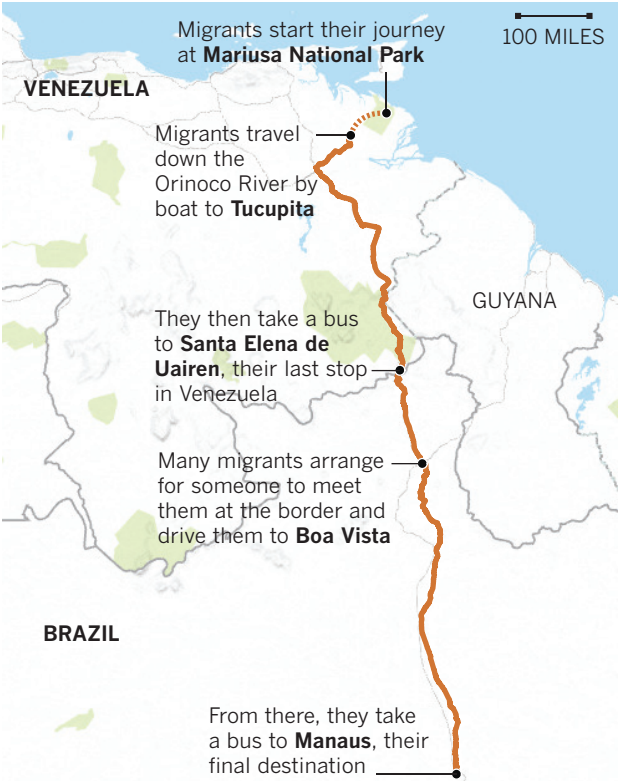 Migrants start their journey
at Mariusa National Park
100 MILES
VENEZUELA
Migrants travel
down the
Orinoco River by
boat to Tucupita
GUYANA
They then take a bus
to Santa Elena de
Uairen, their last stop
in Venezuela
Many migrants arrange
for someone to meet
them at the border and
drive them to Boa Vista
BRAZIL
From there, they take
a bus to Manaus, their
final destination